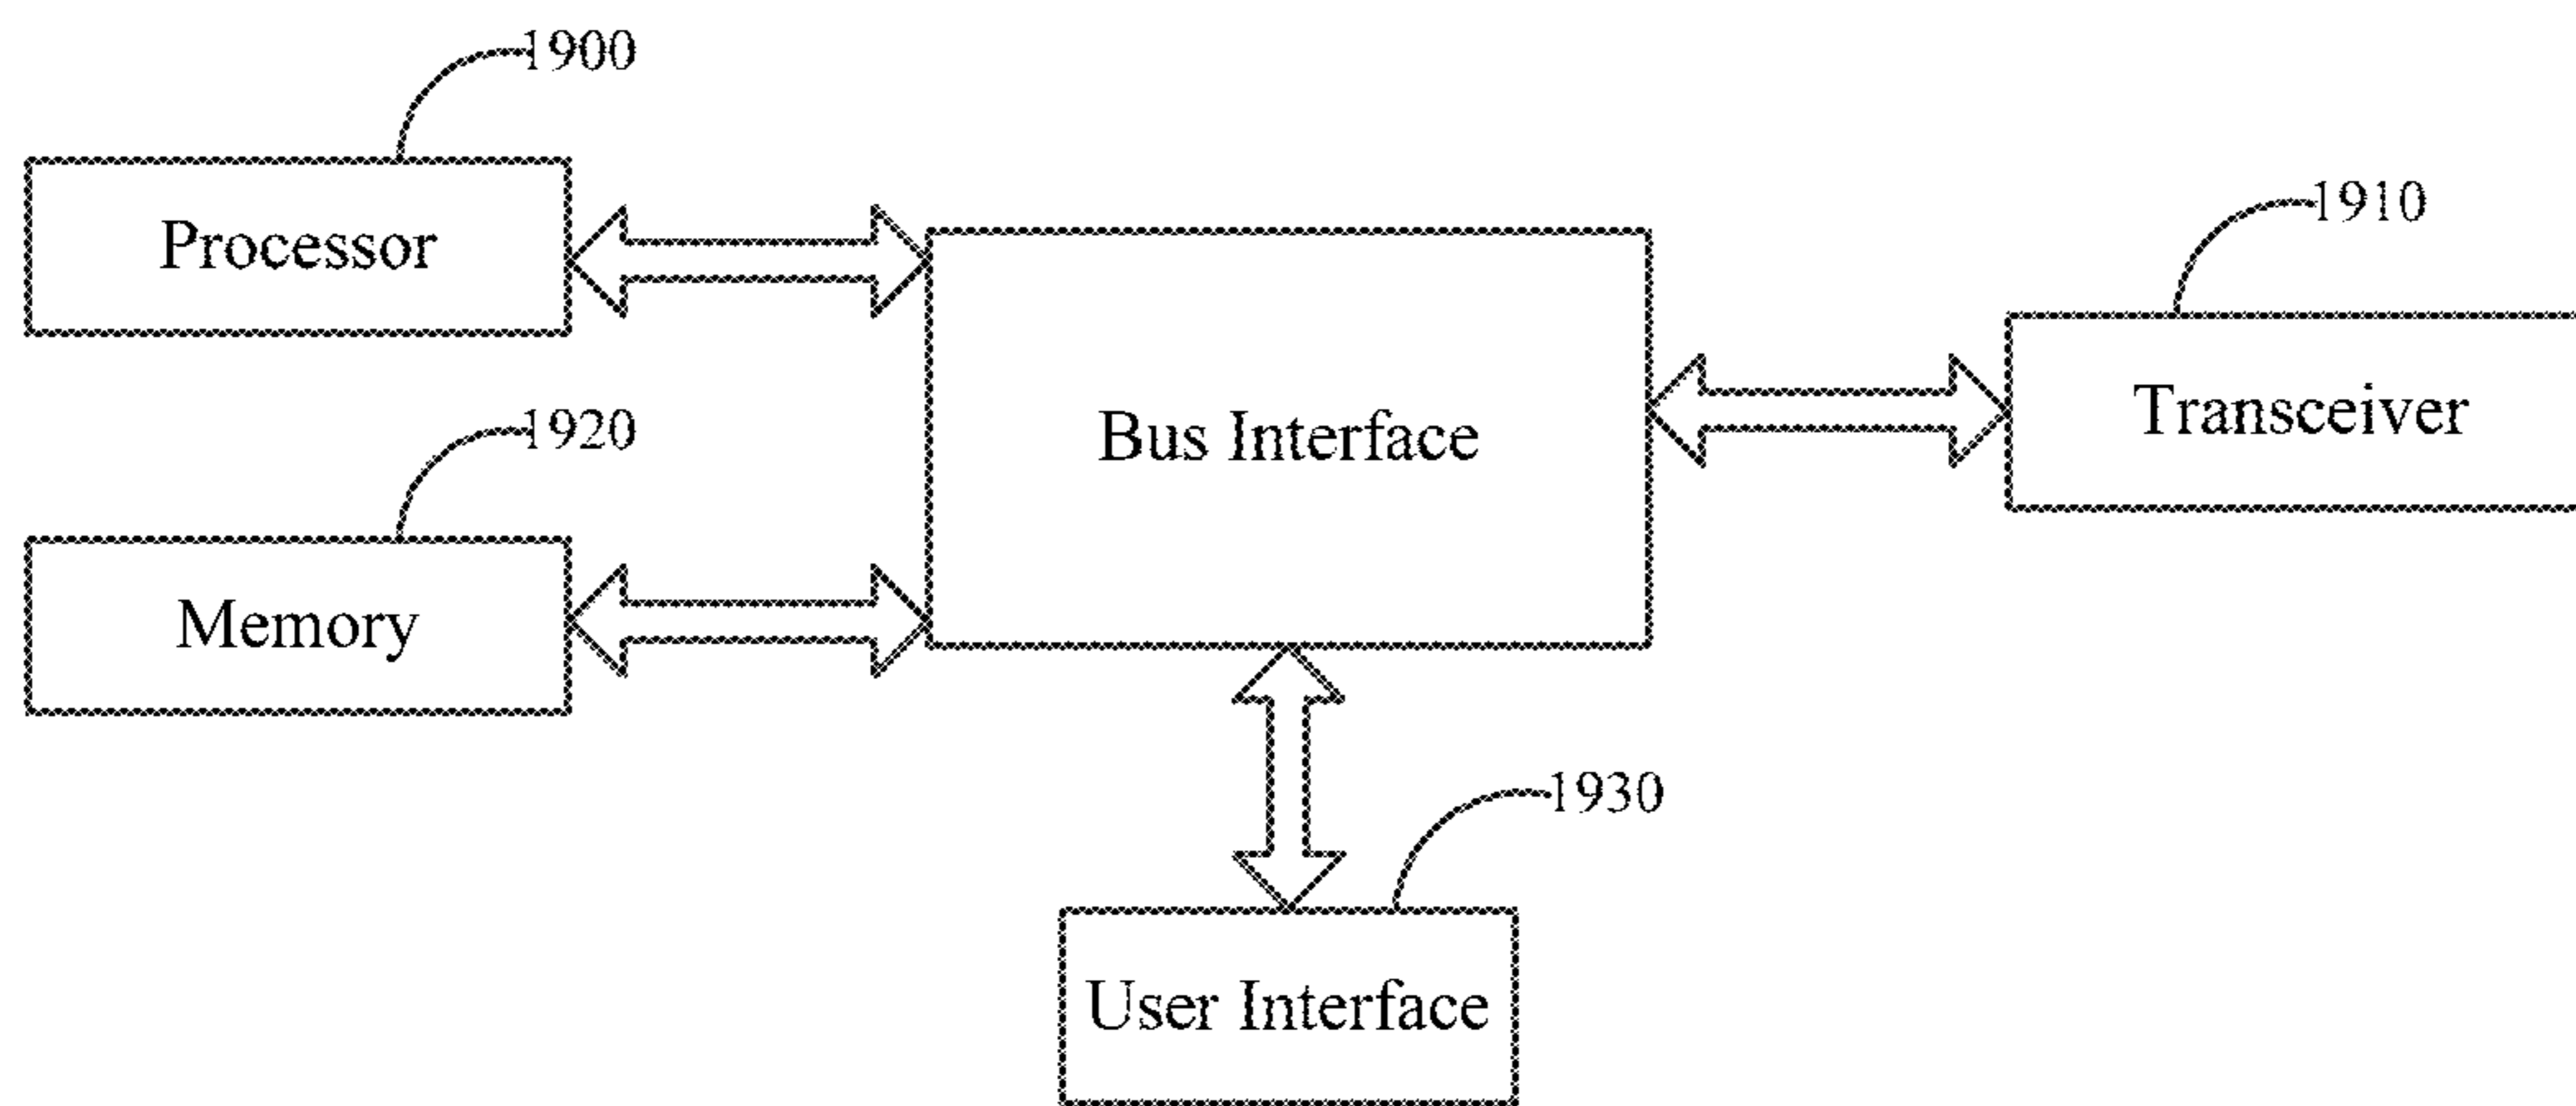 1900
Processor
1910
Bus Interface
Transceiver
1920
Memory
1930
User Interface